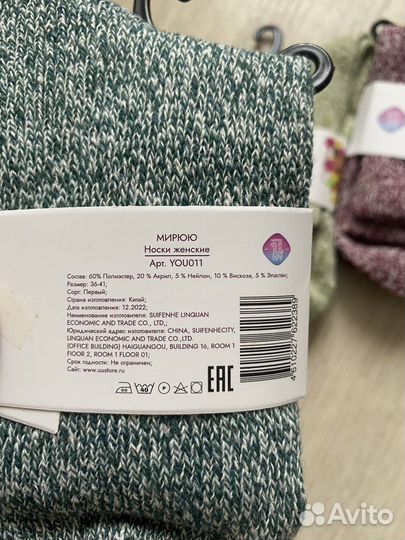 МИРЮЮ
Носки женские
Арт. YOU011
Состав: 60% Полиэстер, 20 % Акрил, 5 % Нейлон, 10 % Вискоза, 5 % Эластан;
Размер: 36-41;
Сорт: Первый;
Страна изготовления: Китай;
Дата изготовления: 12.2022;
Наименование изготовителя: SUIFENHE LINQUAN
ECONOMIC AND TRADE CO., LTD,;
Юридический адрес изготовителя: CHINA, SUIFENHECITY,
LINQUAN ECONOMIC AND TRADE CO.,LTD.
(OFFICE BUILDING) HAIGUANGOU, BUILDING 16, ROOM 1
FLOOR 2, ROOM 1 FLOOR 01;
Срок годности: Не ограничен;
Сайт: www.uustore.ru
40
EAC
4610227622389
Avito